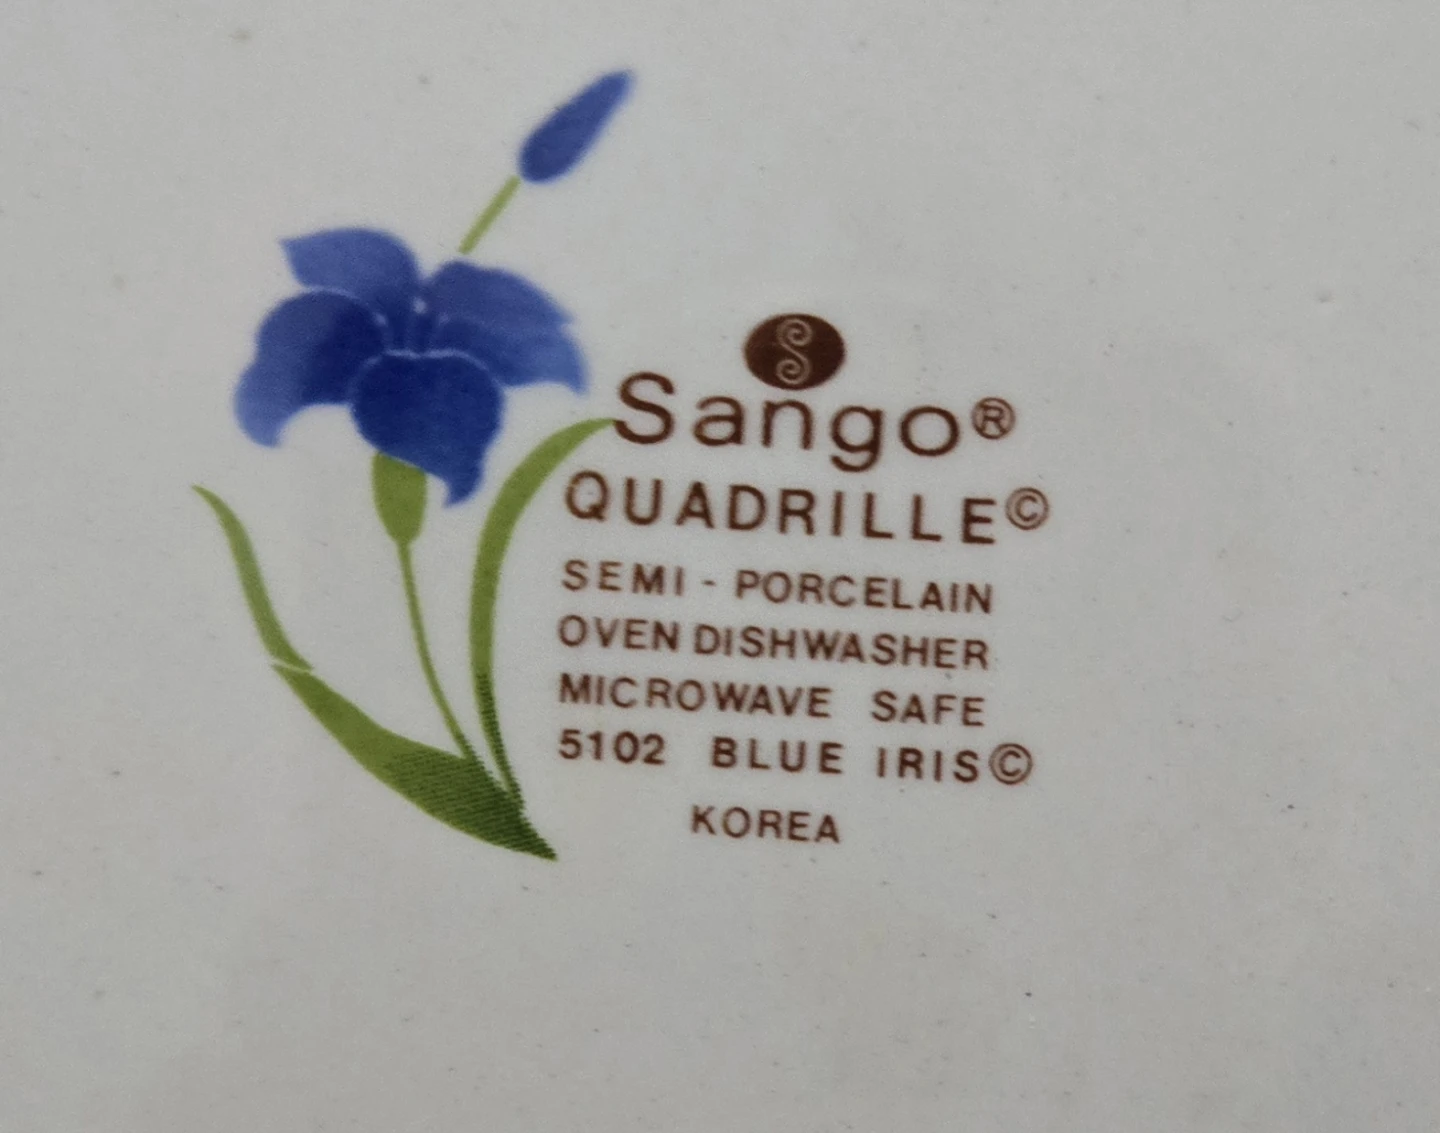 S
Sango®
QUADRILLE©
SEMI - PORCELAIN
OVEN DISHWASHER
MICROWAVE SAFE
5102 BLUE IRIS©
KOREA